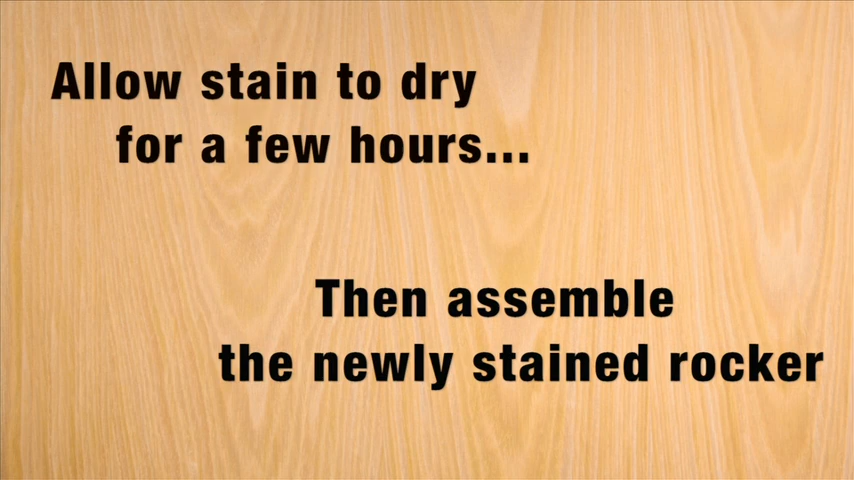 Allow stain to dry
for a few hours...
Then assemble
the newly stained rocker